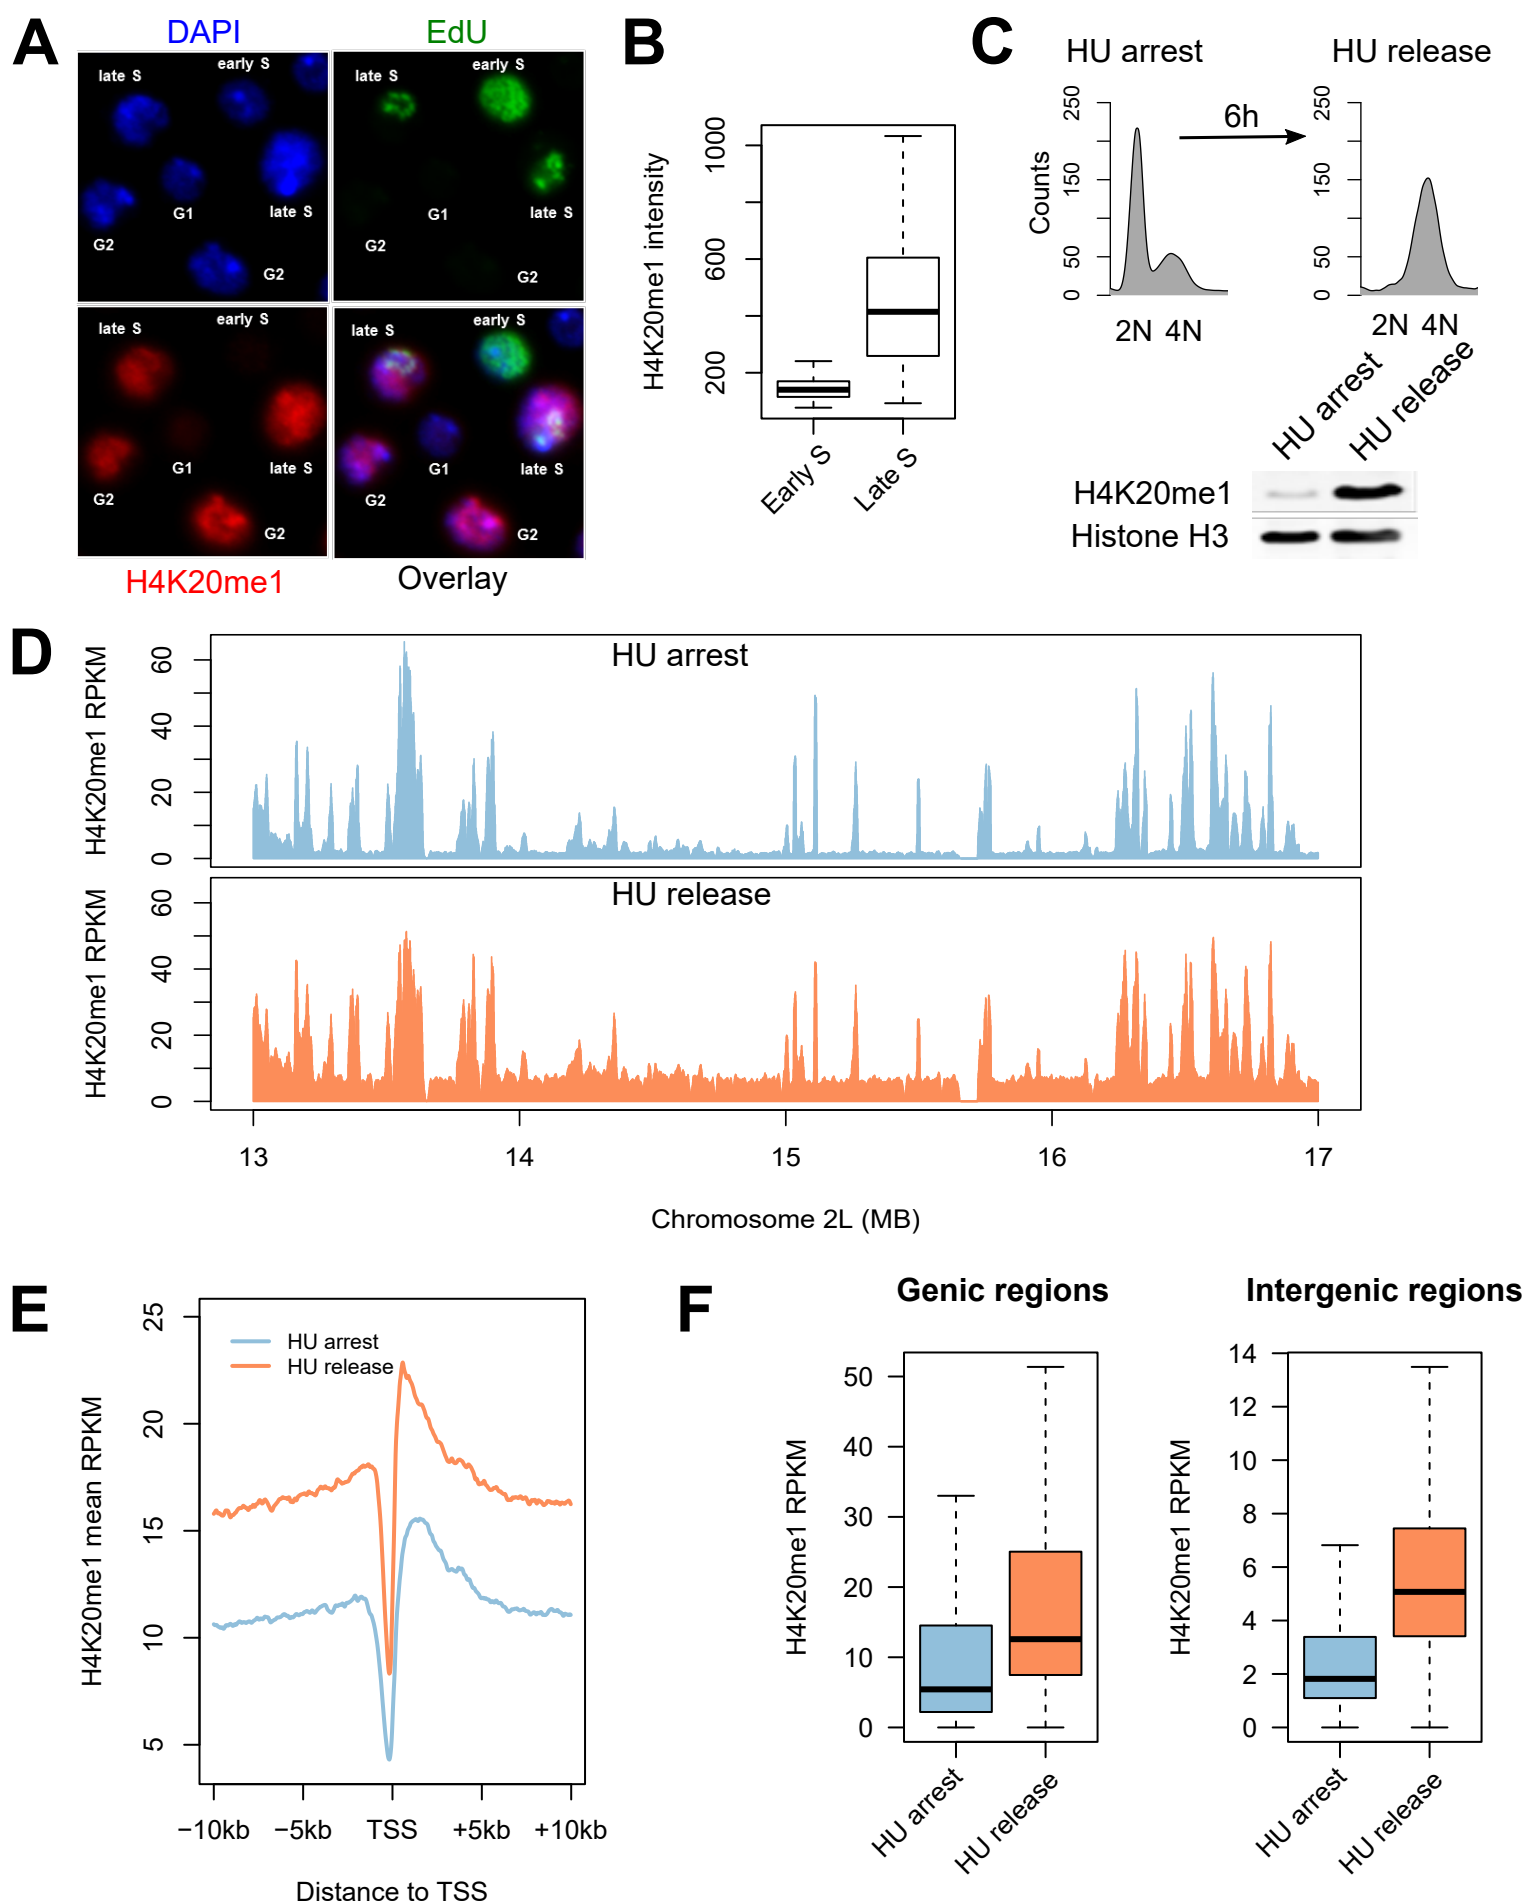 A
DAPI
EdU
late S
early S
G1
late S
G2
G2
late S
early S
G1
late S
G2
G2
late S
early S
G1
late S
G2
G2
late S
early S
G1
late S
G2
G2
H4K20me1
Overlay
B
H4K20me1 intensity
1000
600
200
Early S
Late S
C
HU arrest
HU release
6h
Counts
250
150
50
0
2N 4N
250
150
50
0
2N 4N
HU arrest
HU release
H4K20me1
Histone H3
D
HU arrest
H4K20me1 RPKM
60
40
20
0
HU release
H4K20me1 RPKM
60
40
20
0
13 14 15 16 17
Chromosome 2L (MB)
E
HU arrest
HU release
H4K20me1 mean RPKM
25
20
15
10
5
−10kb −5kb TSS +5kb +10kb
Distance to TSS
F
Genic regions
H4K20me1 RPKM
50
40
30
20
10
0
HU arrest
HU release
Intergenic regions
H4K20me1 RPKM
14
12
10
8
6
4
2
0
HU arrest
HU release